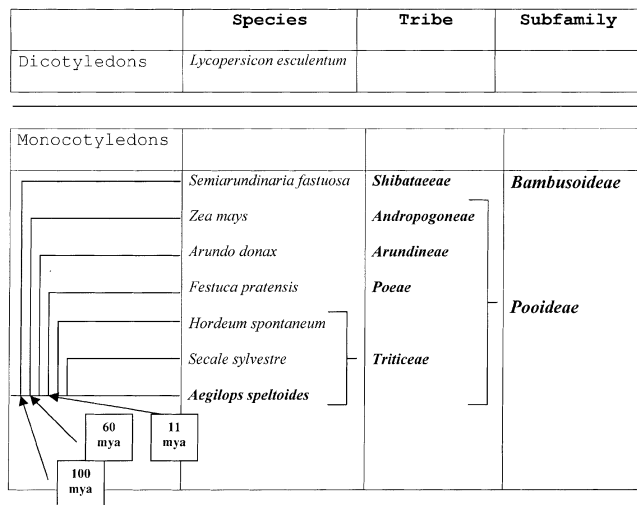 Species Tribe Subfamily
Dicotyledons Lycopersicon esculentum
Monocotyledons
Semiarundinaria fastuosa Shibataeeae Bambusoideae
Zea mays Andropogoneae
Arundo donax Arundineae
Festuca pratensis Poeae
Pooideae
Hordeum spontaneum
Secale sylvestre Triticeae
Aegilops speltoides
60 mya
11 mya
100 mya